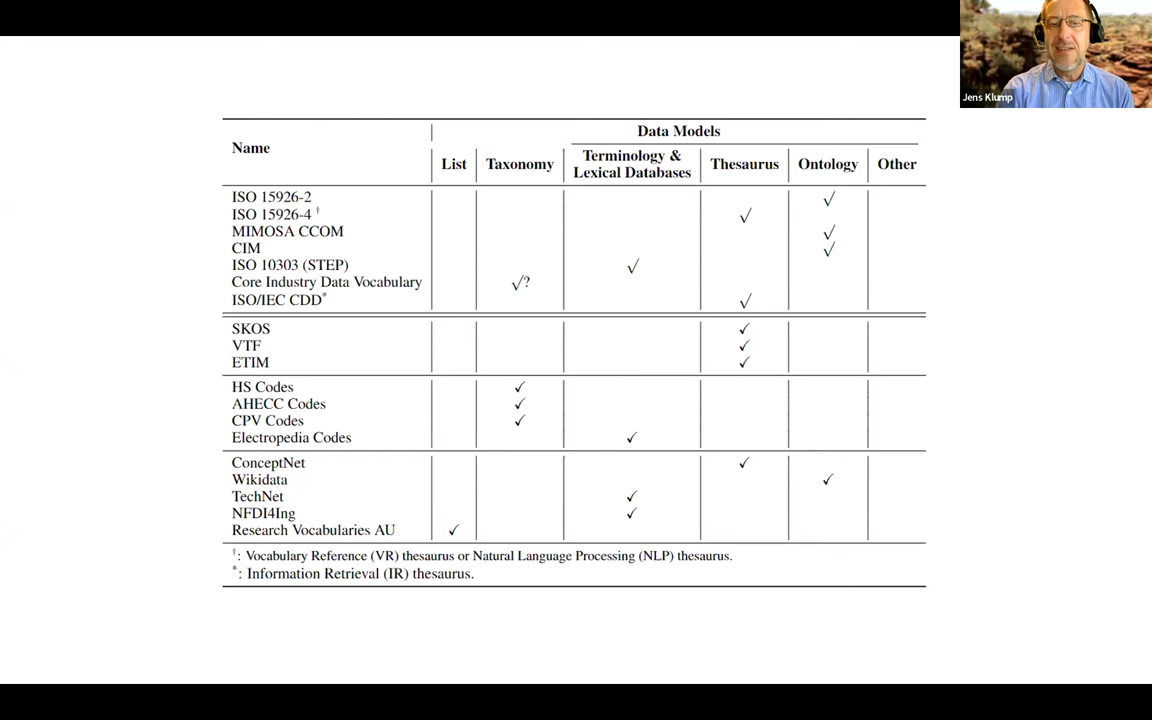 Jens Klump
Data Models
Name
List Taxonomy Terminology & Lexical Databases Thesaurus Ontology Other
ISO 15926-2 √
ISO 15926-4 † √
MIMOSA CCOM √
CIM √
ISO 10303 (STEP) √
Core Industry Data Vocabulary √?
ISO/IEC CDD* √
SKOS ✓
VTF ✓
ETIM ✓
HS Codes ✓
AHECC Codes ✓
CPV Codes ✓
Electropedia Codes ✓
ConceptNet ✓
Wikidata ✓
TechNet ✓
NFDI4Ing ✓
Research Vocabularies AU ✓
†: Vocabulary Reference (VR) thesaurus or Natural Language Processing (NLP) thesaurus.
*: Information Retrieval (IR) thesaurus.